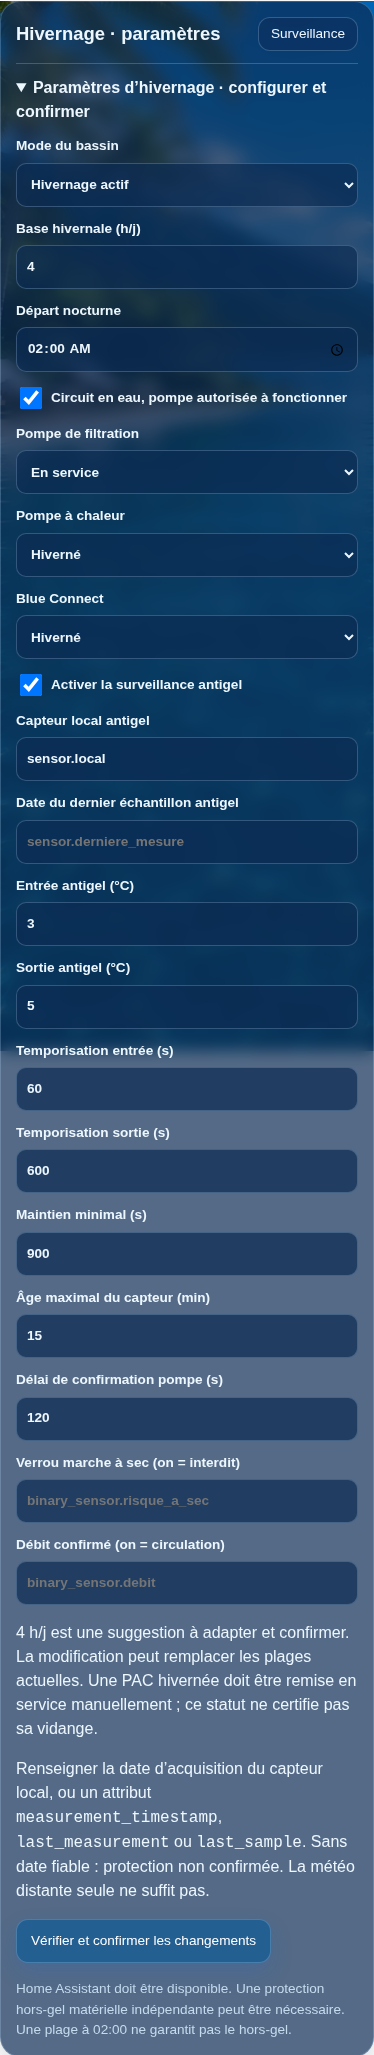 Hivernage · paramètres
Surveillance
▼ Paramètres d’hivernage · configurer et
confirmer
Mode du bassin
Hivernage actif
Base hivernale (h/j)
4
Départ nocturne
02:00 AM
Circuit en eau, pompe autorisée à fonctionner
Pompe de filtration
En service
Pompe à chaleur
Hiverné
Blue Connect
Hiverné
Activer la surveillance antigel
Capteur local antigel
sensor.local
Date du dernier échantillon antigel
sensor.derniere_mesure
Entrée antigel (°C)
3
Sortie antigel (°C)
5
Temporisation entrée (s)
60
Temporisation sortie (s)
600
Maintien minimal (s)
900
Âge maximal du capteur (min)
15
Délai de confirmation pompe (s)
120
Verrou marche à sec (on = interdit)
binary_sensor.risque_a_sec
Débit confirmé (on = circulation)
binary_sensor.debit
4 h/j est une suggestion à adapter et confirmer.
La modification peut remplacer les plages
actuelles. Une PAC hivernée doit être remise en
service manuellement ; ce statut ne certifie pas
sa vidange.
Renseigner la date d’acquisition du capteur
local, ou un attribut
measurement_timestamp,
last_measurement ou last_sample. Sans
date fiable : protection non confirmée. La météo
distante seule ne suffit pas.
Vérifier et confirmer les changements
Home Assistant doit être disponible. Une protection
hors-gel matérielle indépendante peut être nécessaire.
Une plage à 02:00 ne garantit pas le hors-gel.